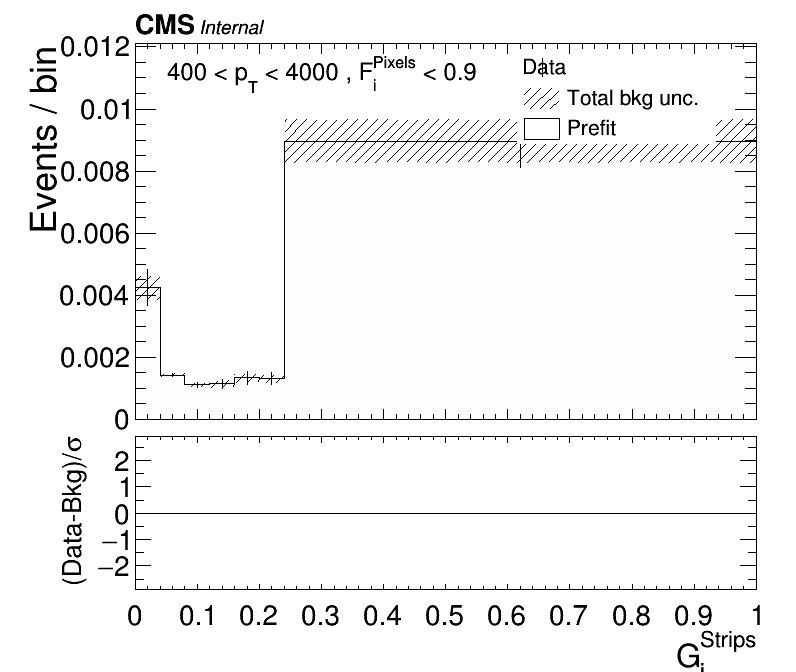 CMS Internal
Events / bin
400 < p_T < 4000 , F_i^Pixels < 0.9
Data
Total bkg unc.
Prefit
0.012
0.01
0.008
0.006
0.004
0.002
0
(Data-Bkg)/σ
2
1
0
−1
−2
0 0.1 0.2 0.3 0.4 0.5 0.6 0.7 0.8 0.9 1
G_i^Strips